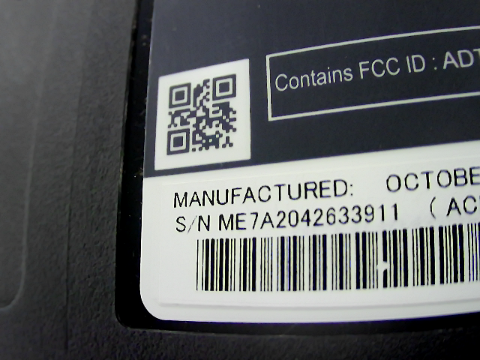 Contains FCC ID : ADT
MANUFACTURED: OCTOBE
S/N ME7A2042633911 ( AC